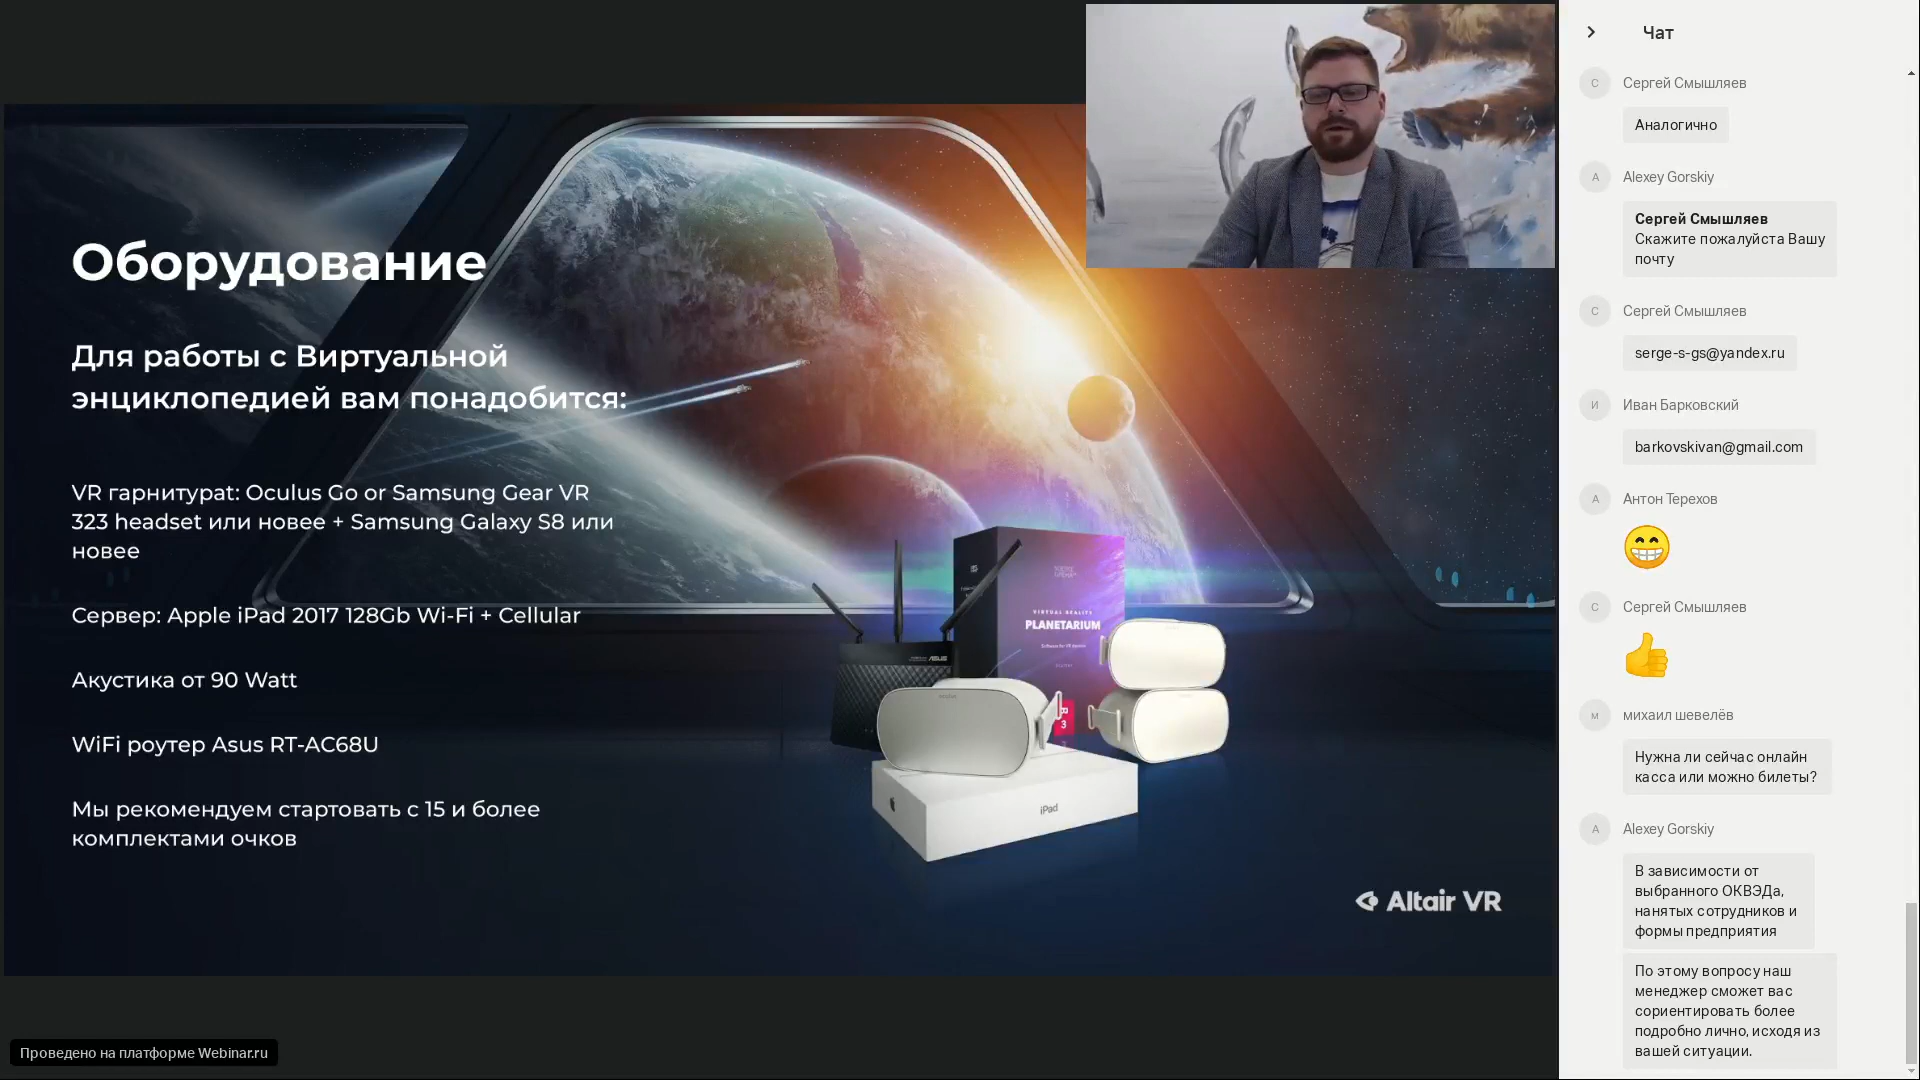 Оборудование
Для работы с Виртуальной
энциклопедией вам понадобится:
VR гарнитурат: Oculus Go or Samsung Gear VR
323 headset или новее + Samsung Galaxy S8 или
новее
Сервер: Apple iPad 2017 128Gb Wi-Fi + Cellular
Акустика от 90 Watt
WiFi роутер Asus RT-AC68U
Мы рекомендуем стартовать с 15 и более
комплектами очков
VIRTUAL REALITY
PLANETARIUM
ASUS
oculus
iPad
Altair VR
Проведено на платформе Webinar.ru
Чат
С
Сергей Смышляев
Аналогично
A
Alexey Gorskiy
Сергей Смышляев
Скажите пожалуйста Вашу
почту
С
Сергей Смышляев
serge-s-gs@yandex.ru
И
Иван Барковский
barkovskivan@gmail.com
А
Антон Терехов
С
Сергей Смышляев
м
михаил шевелёв
Нужна ли сейчас онлайн
касса или можно билеты?
A
Alexey Gorskiy
В зависимости от
выбранного ОКВЭДа,
нанятых сотрудников и
формы предприятия
По этому вопросу наш
менеджер сможет вас
сориентировать более
подробно лично, исходя из
вашей ситуации.